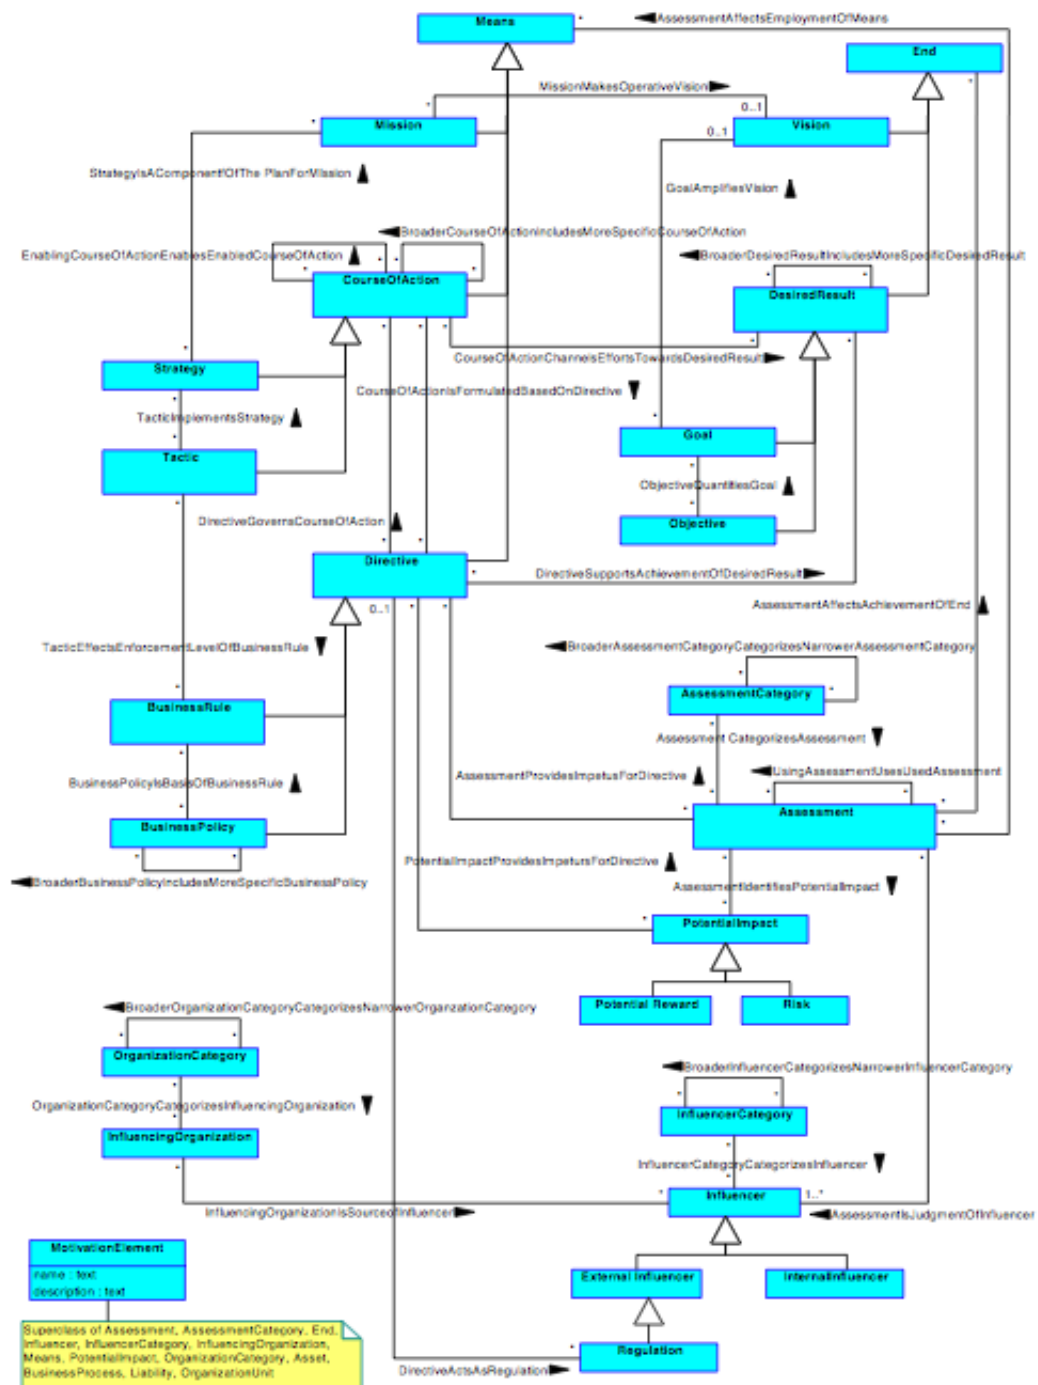 Means
AssessmentAffectsEmploymentOfMeans
End
MissionMakesOperativeVision
0..1
Mission
0..1
Vision
StrategyIsAComponentOfThe PlanForMission
GoalAmplifiesVision
BroaderCourseOfActionIncludesMoreSpecificCourseOfAction
EnablingCourseOfActionEnablesEnabledCourseOfAction
BroaderDesiredResultIncludesMoreSpecificDesiredResult
CourseOfAction
DesiredResult
CourseOfActionChannelsEffortsTowardsDesiredResult
Strategy
CourseOfActionIsFormulatedBasedOnDirective
TacticImplementsStrategy
Goal
Tactic
ObjectiveQuantifiesGoal
DirectiveGovernsCourseOfAction
Objective
Directive
DirectiveSupportsAchievementOfDesiredResult
0..1
AssessmentAffectsAchievementOfEnd
TacticEffectsEnforcementLevelOfBusinessRule
BroaderAssessmentCategoryCategorizesNarrowerAssessmentCategory
AssessmentCategory
BusinessRule
Assessment CategorizesAssessment
AssessmentProvidesImpetusForDirective
UsingAssessmentUsesUsedAssessment
BusinessPolicyIsBasisOfBusinessRule
Assessment
BusinessPolicy
PotentialImpactProvidesImpetursForDirective
BroaderBusinessPolicyIncludesMoreSpecificBusinessPolicy
AssessmentIdentifiesPotentialImpact
PotentialImpact
Potential Reward
Risk
BroaderOrganizationCategoryCategorizesNarrowerOrganzationCategory
OrganizationCategory
BroaderInfluencerCategorizesNarrowerInfluencerCategory
OrganizationCategoryCategorizesInfluencingOrganization
InfluencerCategory
InfluencingOrganization
InfluencerCategoryCategorizesInfluencer
Influencer
1..*
InfluencingOrganizationIsSourceofInfluencer
AssessmentIsJudgmentOfInfluencer
MotivationElement
name : text
description : text
External Influencer
InternalInfluencer
Superclass of Assessment, AssessmentCategory, End,
Influencer, InfluencerCategory, InfluencingOrganization,
Means, PotentialImpact, OrganizationCategory, Asset,
BusinessProcess, Liability, OrganizationUnit
Regulation
DirectiveActsAsRegulation